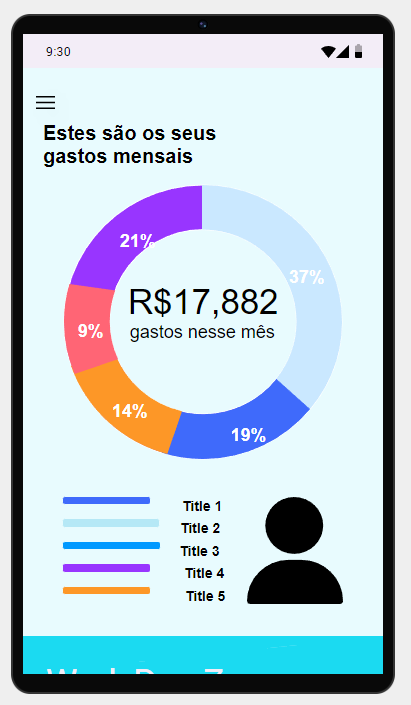 9:30
Estes são os seus
gastos mensais
21%
37%
R$17,882
9%
gastos nesse mês
14%
19%
Title 1
Title 2
Title 3
Title 4
Title 5